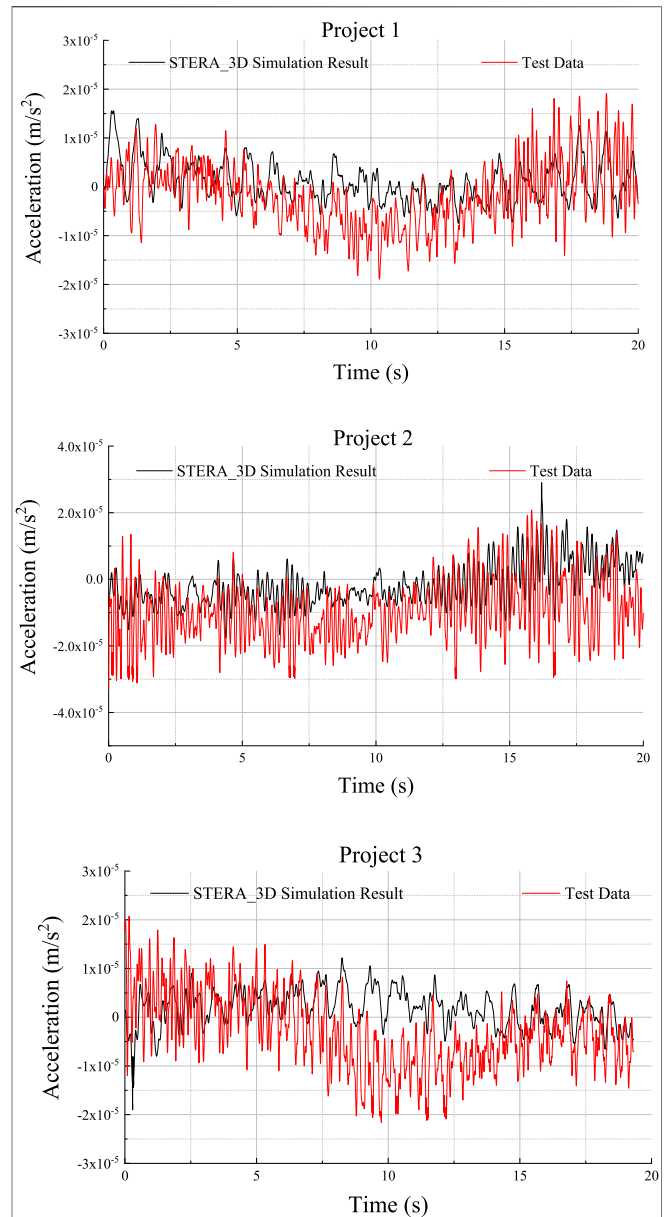 Project 1
3x10⁻⁵
STERA_3D Simulation Result
Test Data
2x10⁻⁵
1x10⁻⁵
0
-1x10⁻⁵
-2x10⁻⁵
-3x10⁻⁵
Acceleration (m/s²)
0 5 10 15 20
Time (s)
Project 2
4.0x10⁻⁵
STERA_3D Simulation Result
Test Data
2.0x10⁻⁵
0.0
-2.0x10⁻⁵
-4.0x10⁻⁵
Acceleration (m/s²)
0 5 10 15 20
Time (s)
Project 3
3x10⁻⁵
STERA_3D Simulation Result
Test Data
2x10⁻⁵
1x10⁻⁵
0
-1x10⁻⁵
-2x10⁻⁵
-3x10⁻⁵
Acceleration (m/s²)
0 5 10 15 20
Time (s)